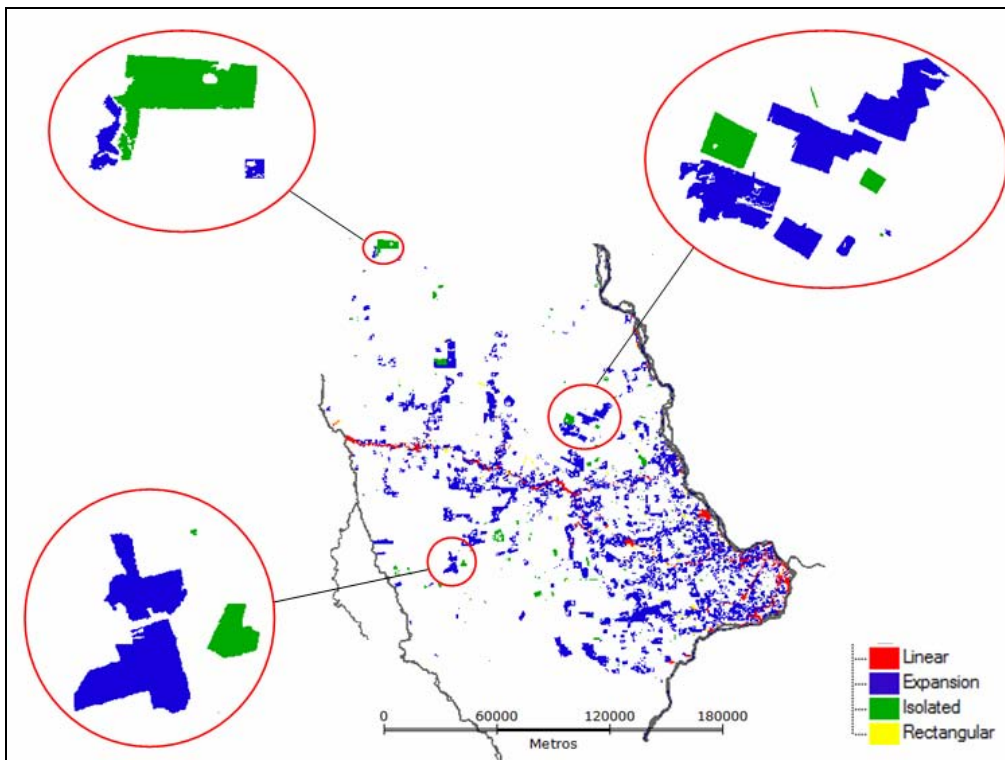 Linear
Expansion
Isolated
Rectangular
0 60000 120000 180000
Metros